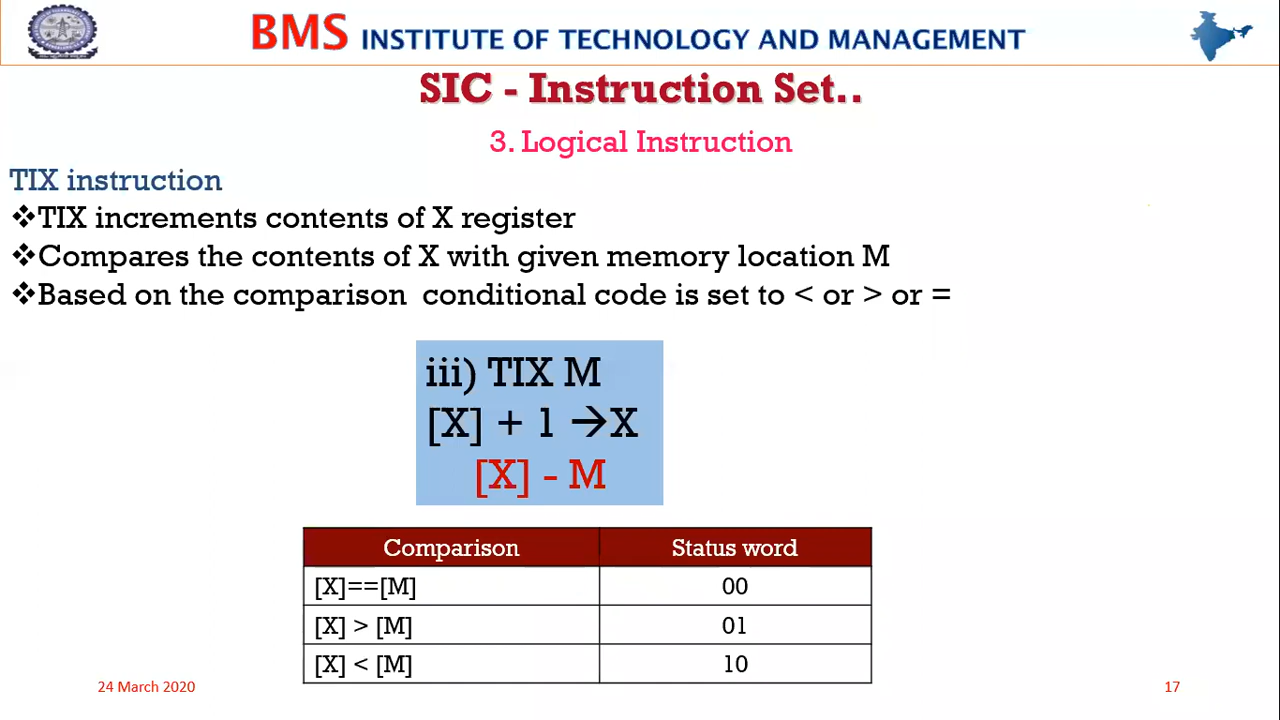 BMS INSTITUTE OF TECHNOLOGY AND MANAGEMENT
SIC - Instruction Set..
3. Logical Instruction
TIX instruction
❖TIX increments contents of X register
❖Compares the contents of X with given memory location M
❖Based on the comparison conditional code is set to < or > or =
iii) TIX M
[X] + 1 →X
[X] - M
Comparison Status word
[X]==[M] 00
[X] > [M] 01
[X] < [M] 10
24 March 2020 17